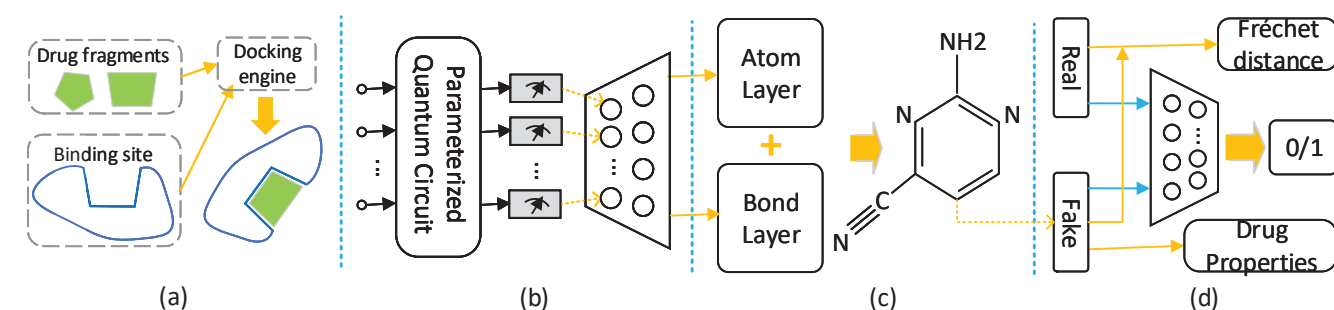 Drug fragments
Docking
engine
Binding site
(a)
Parameterized
Quantum Circuit
...
...
...
(b)
Atom
Layer
+
Bond
Layer
NH2
N
N
C
N
(c)
Real
Fake
Fréchet
distance
...
0/1
Drug
Properties
(d)